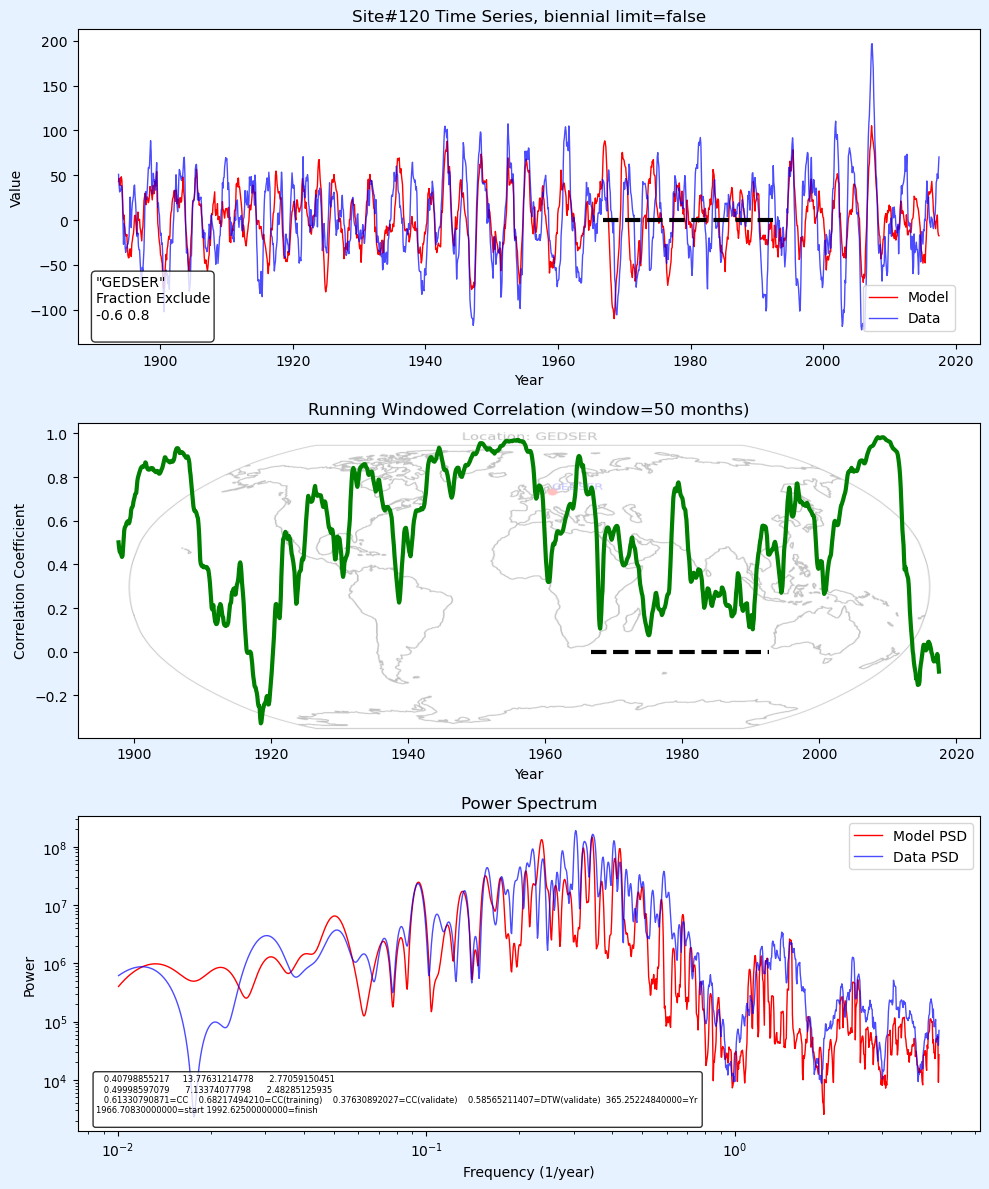 Site#120 Time Series, biennial limit=false
200
150
100
50
0
−50
−100
Value
"GEDSER"
Fraction Exclude
-0.6 0.8
Model
Data
1900 1920 1940 1960 1980 2000 2020
Year
Running Windowed Correlation (window=50 months)
Location: GEDSER
GEDSER
1.0
0.8
0.6
0.4
0.2
0.0
−0.2
Correlation Coefficient
1900 1920 1940 1960 1980 2000 2020
Year
Power Spectrum
Model PSD
Data PSD
10^8
10^7
10^6
10^5
10^4
Power
0.40798855217 13.77631214778 2.77059150451
0.49998597079 7.13374077798 2.48285125935
0.61330790871=CC 0.68217494210=CC(training) 0.37630892027=CC(validate) 0.58565211407=DTW(validate) 365.25224840000=Yr
1966.70830000000=start 1992.62500000000=finish
10^−2 10^−1 10^0
Frequency (1/year)